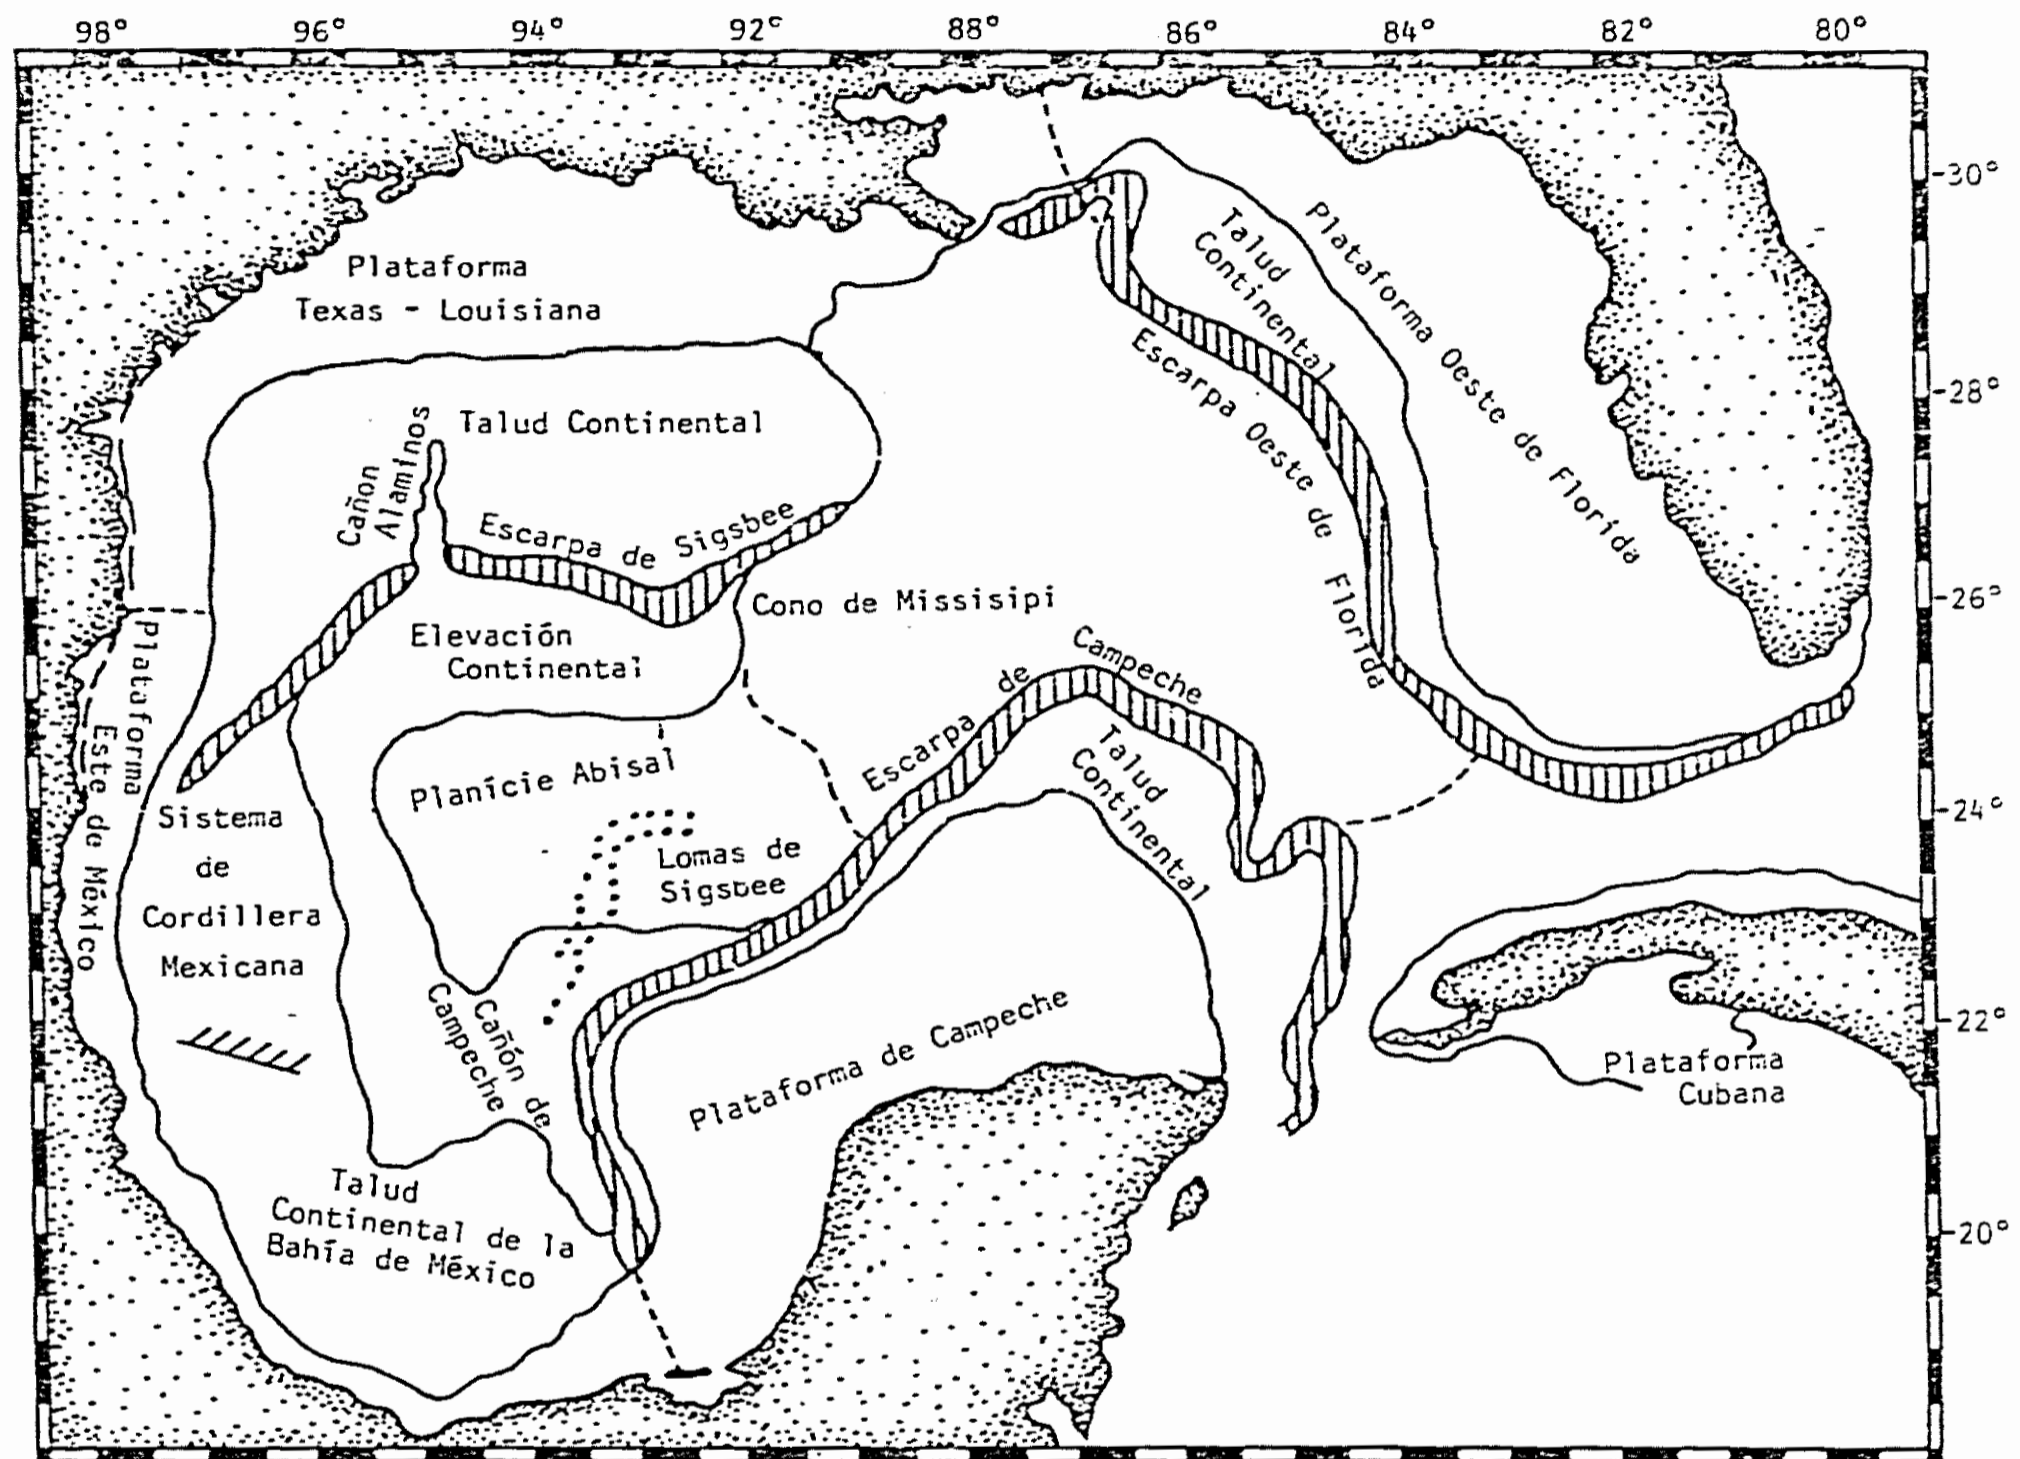 98° 96° 94° 92° 88° 86° 84° 82° 80°
30°
28°
26°
24°
22°
20°
Plataforma
Texas - Louisiana
Talud
Continental
Plataforma Oeste de Florida
Escarpa Oeste de Florida
Talud Continental
Cañon
Alaminos
Escarpa de Sigsbee
Cono de Missisipi
Elevación
Continental
Plataforma
Este de México
Escarpa de Campeche
Talud
Continental
Planície Abisal
Lomas de
Sigsbee
Sistema
de
Cordillera
Mexicana
Cañón de
Campeche
Plataforma de Campeche
Plataforma
Cubana
Talud
Continental de la
Bahía de México